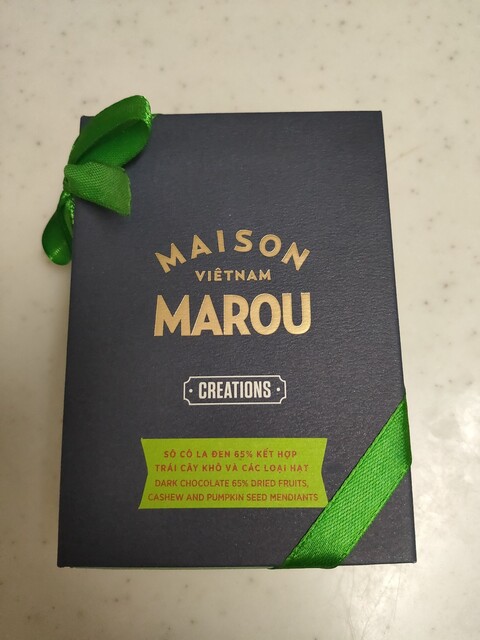 MAISON
VIÊTNAM
MAROU
CREATIONS
SÔ CÔ LA ĐEN 65% KẾT HỢP
TRÁI CÂY KHÔ VÀ CÁC LOẠI HẠT
DARK CHOCOLATE 65% DRIED FRUITS,
CASHEW AND PUMPKIN SEED MENDIANTS